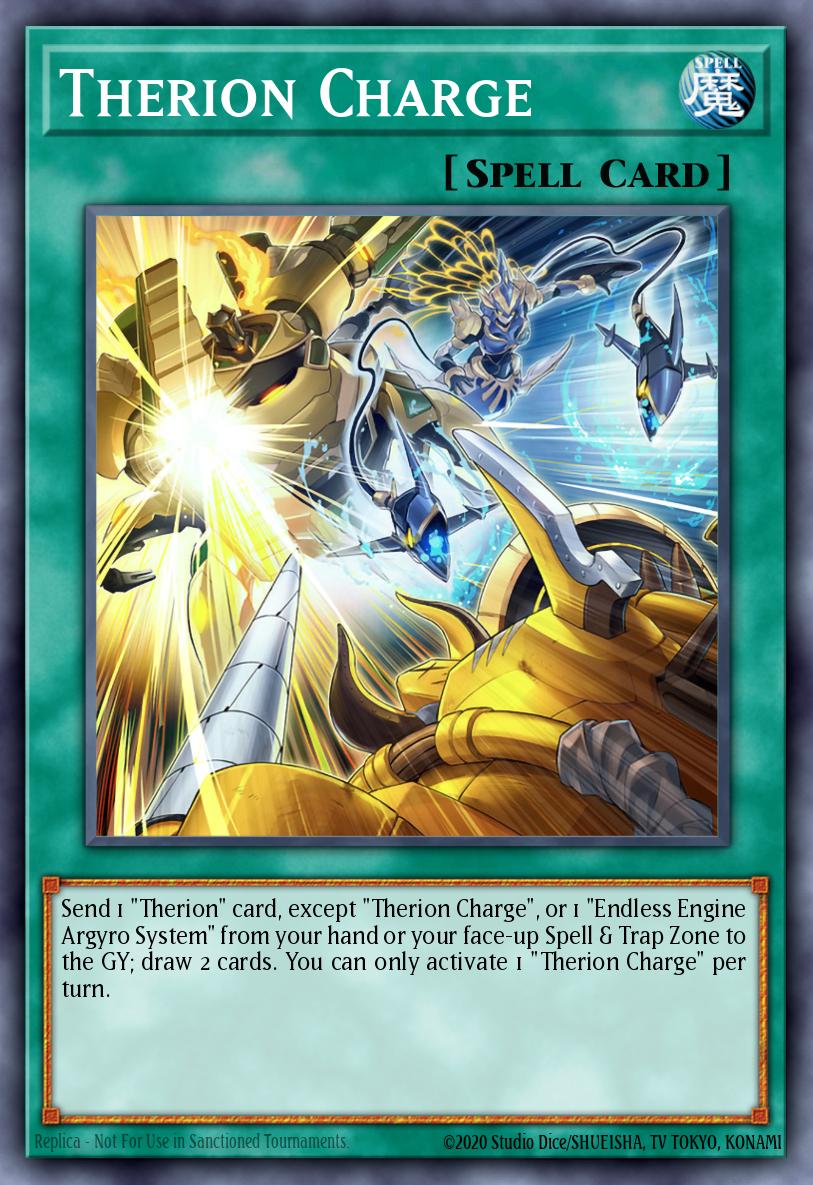 THERION CHARGE
SPELL
魔
[SPELL CARD]
Send 1 "Therion" card, except "Therion Charge", or 1 "Endless Engine
Argyro System" from your hand or your face-up Spell & Trap Zone to
the GY; draw 2 cards. You can only activate 1 "Therion Charge" per
turn.
Replica - Not For Use in Sanctioned Tournaments.
©2020 Studio Dice/SHUEISHA, TV TOKYO, KONAMI